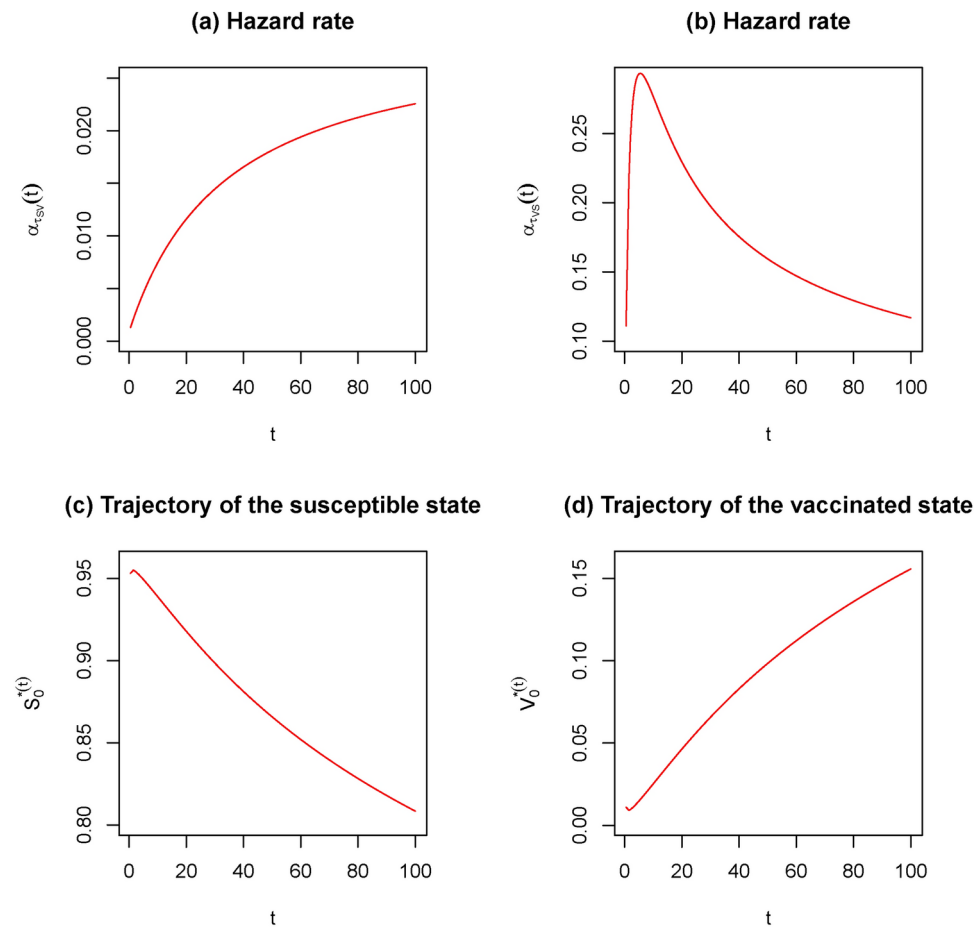 (a) Hazard rate
(b) Hazard rate
0.020
0.010
0.000
α_τSV(t)
0 20 40 60 80 100
t
0.25
0.20
0.15
0.10
α_τVS(t)
0 20 40 60 80 100
t
(c) Trajectory of the susceptible state
(d) Trajectory of the vaccinated state
0.95
0.90
0.85
0.80
S_0^*(t)
0 20 40 60 80 100
t
0.15
0.10
0.05
0.00
V_0^*(t)
0 20 40 60 80 100
t